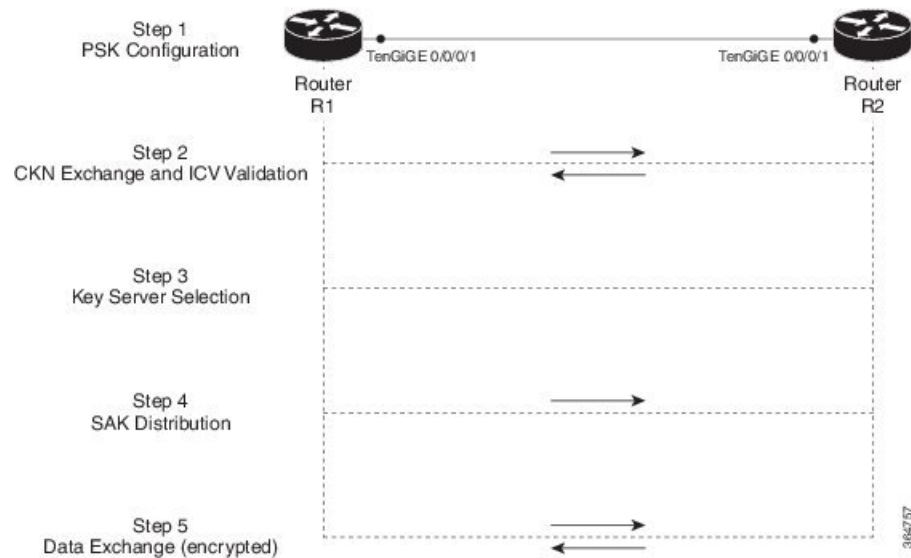 Step 1
PSK Configuration
TenGiGE 0/0/0/1
TenGiGE 0/0/0/1
Router
R1
Router
R2
Step 2
CKN Exchange and ICV Validation
Step 3
Key Server Selection
Step 4
SAK Distribution
Step 5
Data Exchange (encrypted)
364757